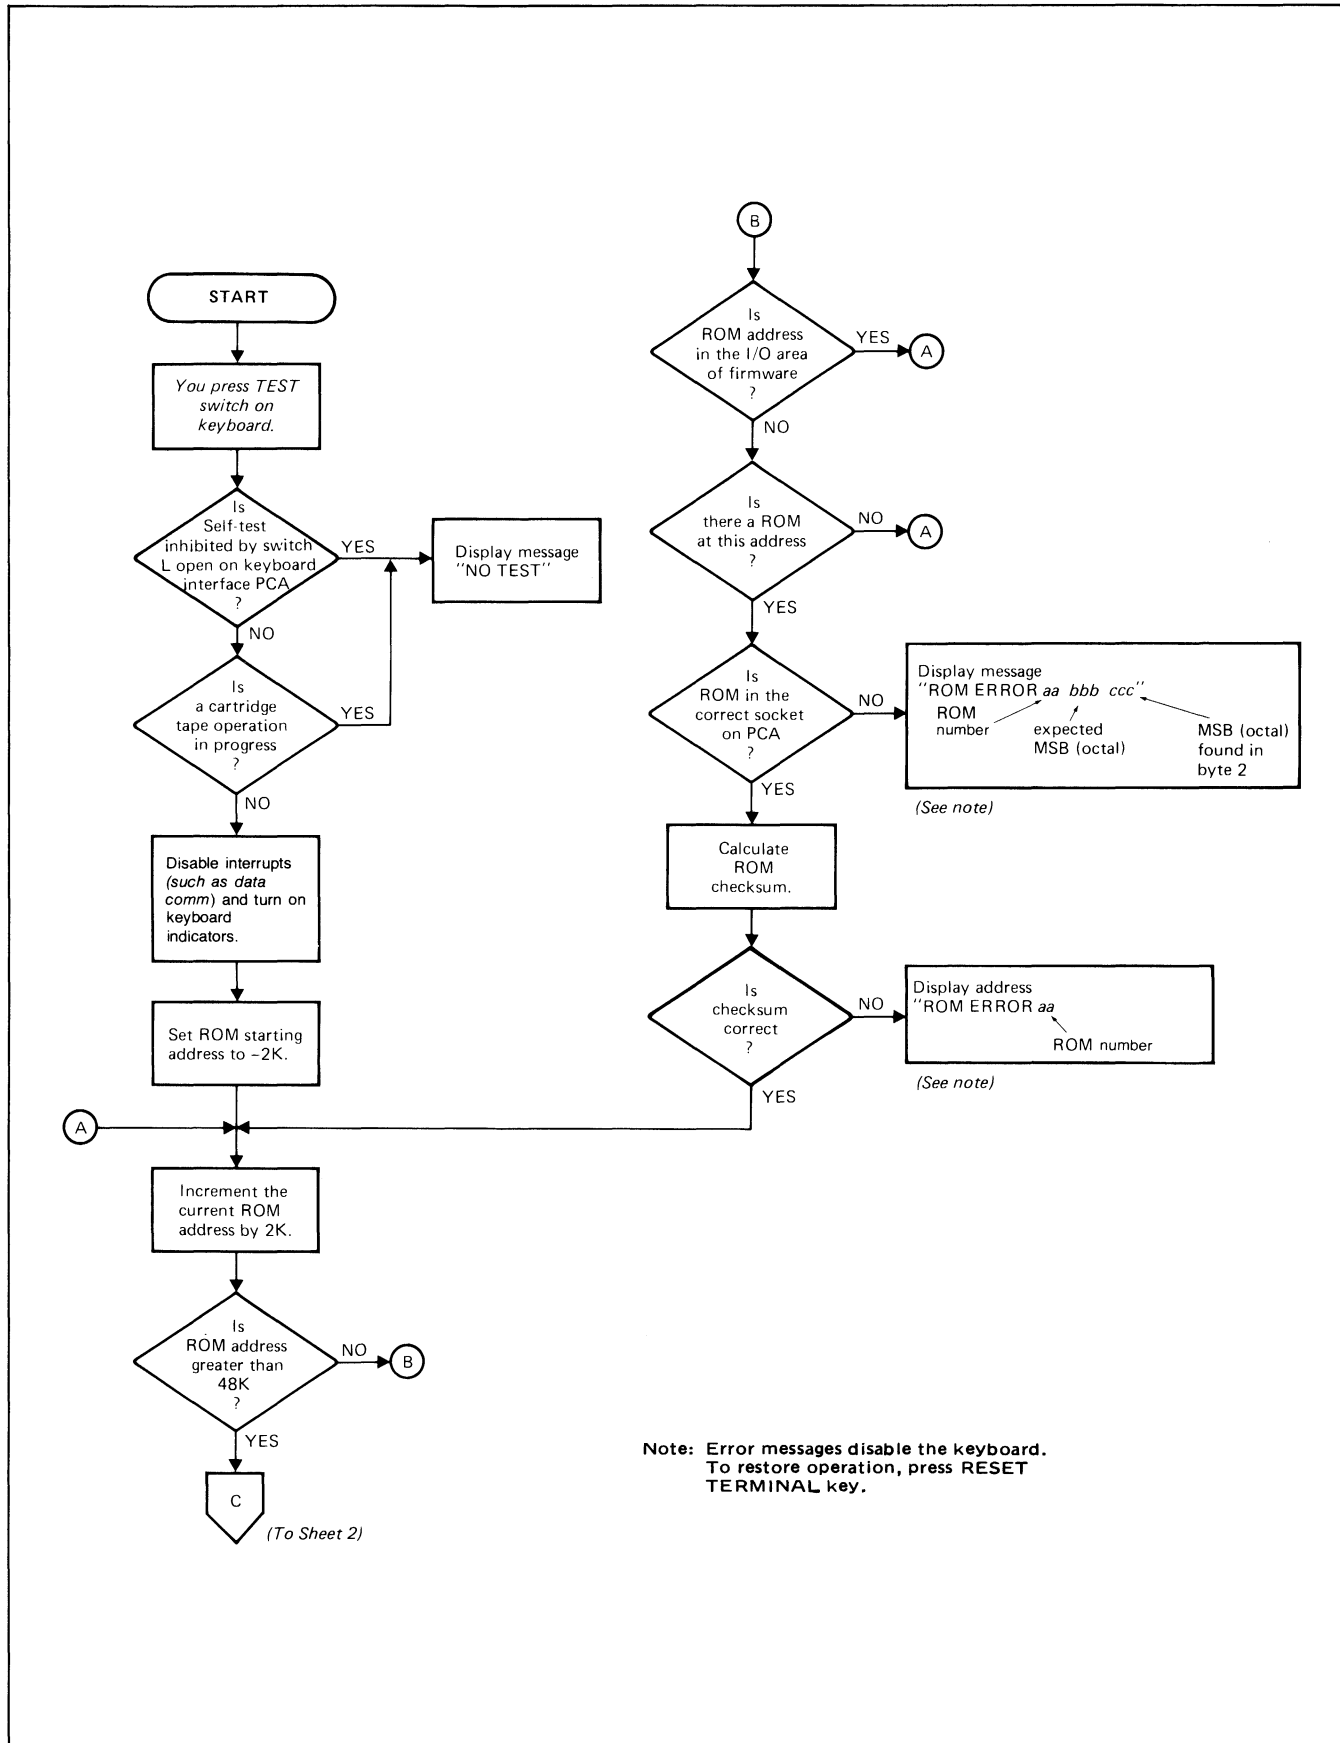 START
You press TEST
switch on
keyboard.
Is
Self-test
inhibited by switch
L open on keyboard
interface PCA
?
YES
NO
Display message
"NO TEST"
Is
a cartridge
tape operation
in progress
?
YES
NO
Disable interrupts
(such as data
comm) and turn on
keyboard
indicators.
Set ROM starting
address to -2K.
A
Increment the
current ROM
address by 2K.
Is
ROM address
greater than
48K
?
NO
B
YES
C
(To Sheet 2)
B
Is
ROM address
in the I/O area
of firmware
?
YES
A
NO
Is
there a ROM
at this address
?
NO
A
YES
Is
ROM in the
correct socket
on PCA
?
NO
YES
Display message
"ROM ERROR aa bbb ccc"
ROM
number
expected
MSB (octal)
MSB (octal)
found in
byte 2
(See note)
Calculate
ROM
checksum.
Is
checksum
correct
?
NO
YES
Display address
"ROM ERROR aa
ROM number
(See note)
Note: Error messages disable the keyboard.
To restore operation, press RESET
TERMINAL key.